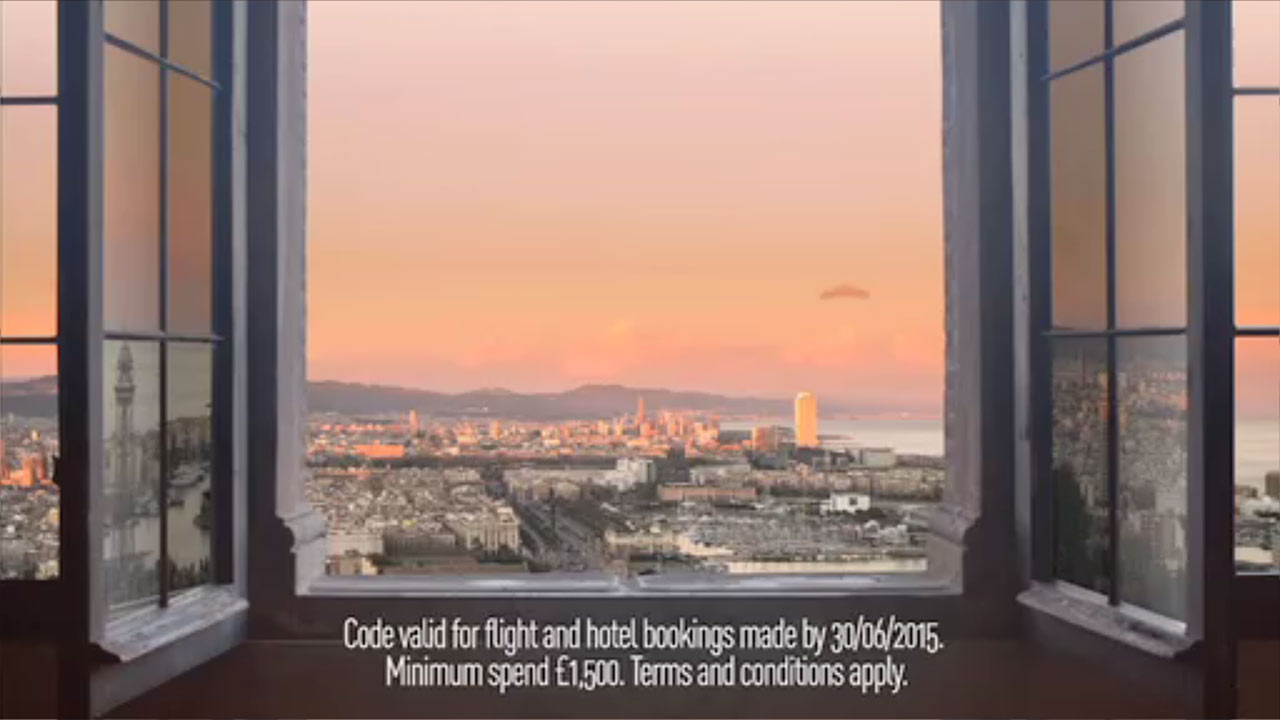 Code valid for flight and hotel bookings made by 30/06/2015.
Minimum spend £1,500. Terms and conditions apply.